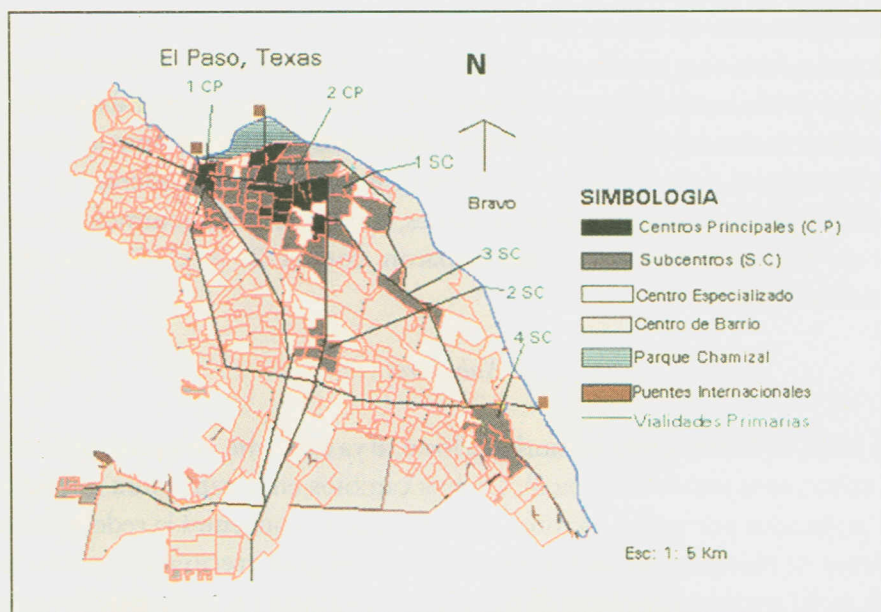 El Paso, Texas
N
1 CP
2 CP
1 SC
Bravo
3 SC
2 SC
4 SC
SIMBOLOGIA
Centros Principales (C.P)
Subcentros (S.C)
Centro Especializado
Centro de Barrio
Parque Chamizal
Puentes Internacionales
Vialidades Primarias
Esc: 1: 5 Km